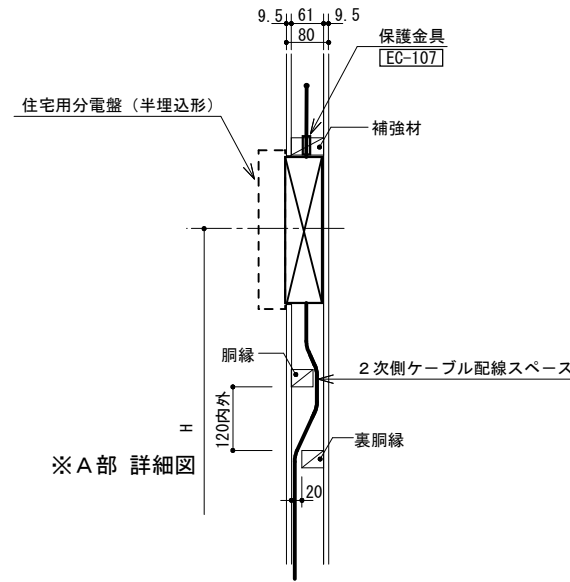 9.5 61 9.5
80
保護金具
EC-107
住宅用分電盤（半埋込形）
補強材
胴縁
２次側ケーブル配線スペース
120内外
H
裏胴縁
※Ａ部 詳細図
20